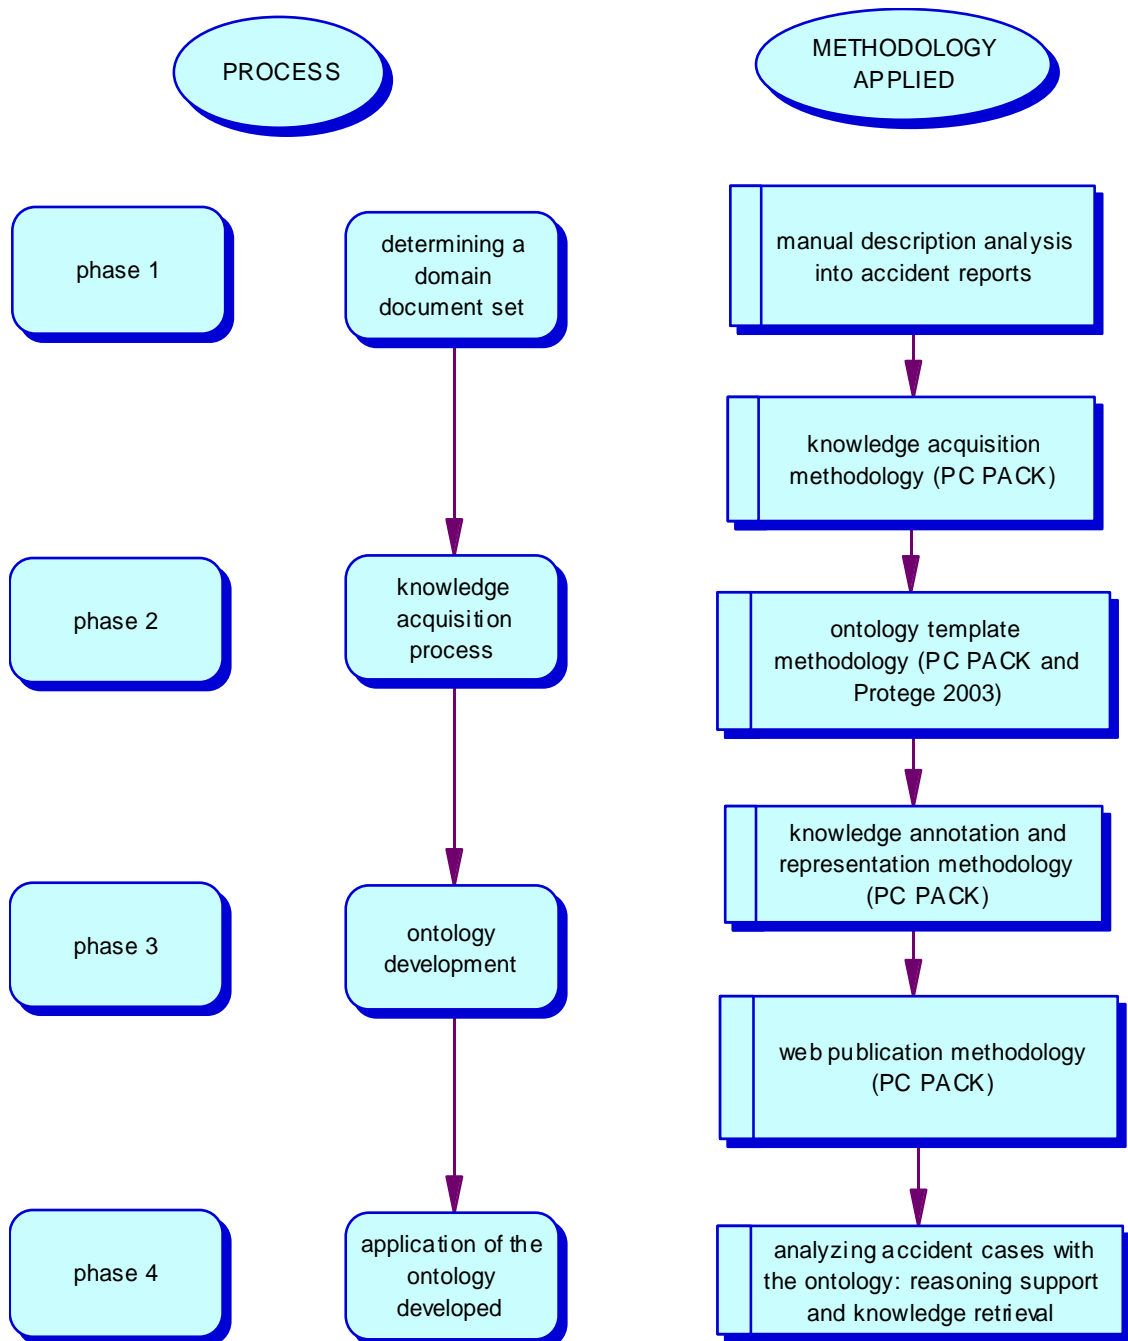 PROCESS
METHODOLOGY
APPLIED
phase 1
determining a
domain
document set
manual description analysis
into accident reports
knowledge acquisition
methodology (PC PACK)
phase 2
knowledge
acquisition
process
ontology template
methodology (PC PACK and
Protege 2003)
knowledge annotation and
representation methodology
(PC PACK)
phase 3
ontology
development
web publication methodology
(PC PACK)
phase 4
application of the
ontology
developed
analyzing accident cases with
the ontology: reasoning support
and knowledge retrieval